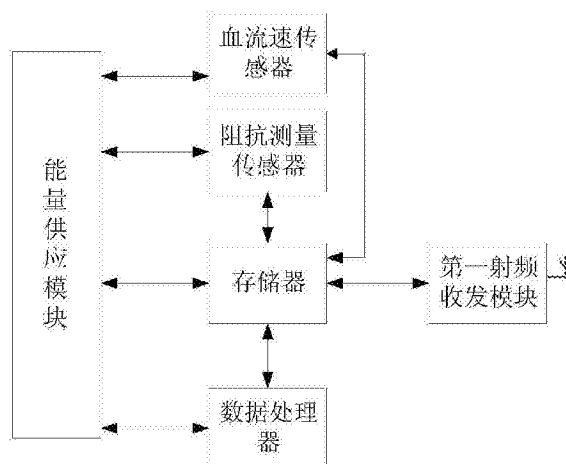 血流速传
感器
阻抗测量
传感器
能量供应模块
存储器
第一射频
收发模块
数据处理
器